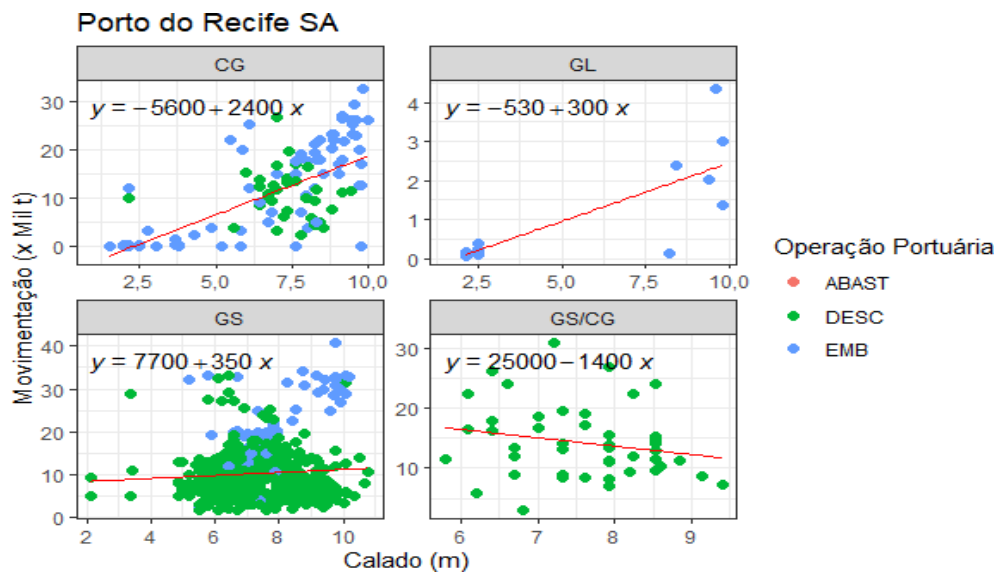 Porto do Recife SA
CG
GL
y = −5600 + 2400 x
y = −530 + 300 x
30
20
10
0
4
3
2
1
0
2,5 5,0 7,5 10,0
2,5 5,0 7,5 10,0
GS
GS/CG
y = 7700 + 350 x
y = 25000 − 1400 x
40
30
20
10
0
30
20
10
2 4 6 8 10
6 7 8 9
Calado (m)
Movimentação (x Mil t)
Operação Portuária
ABAST
DESC
EMB